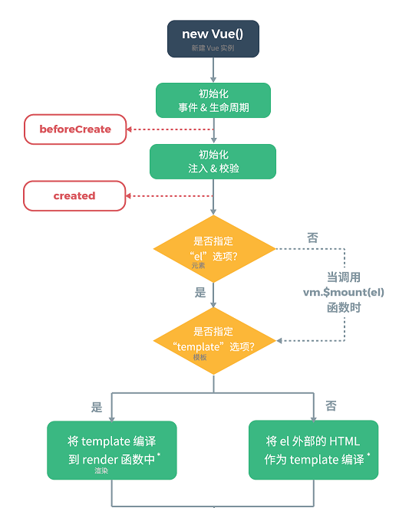 new Vue()
新建 Vue 实例
初始化
事件 & 生命周期
beforeCreate
初始化
注入 & 校验
created
是否指定
“el”选项?
元素
否
当调用
vm.$mount(el)
函数时
是
是否指定
“template”选项?
模板
是
否
将 template 编译
到 render 函数中*
渲染
将 el 外部的 HTML
作为 template 编译*